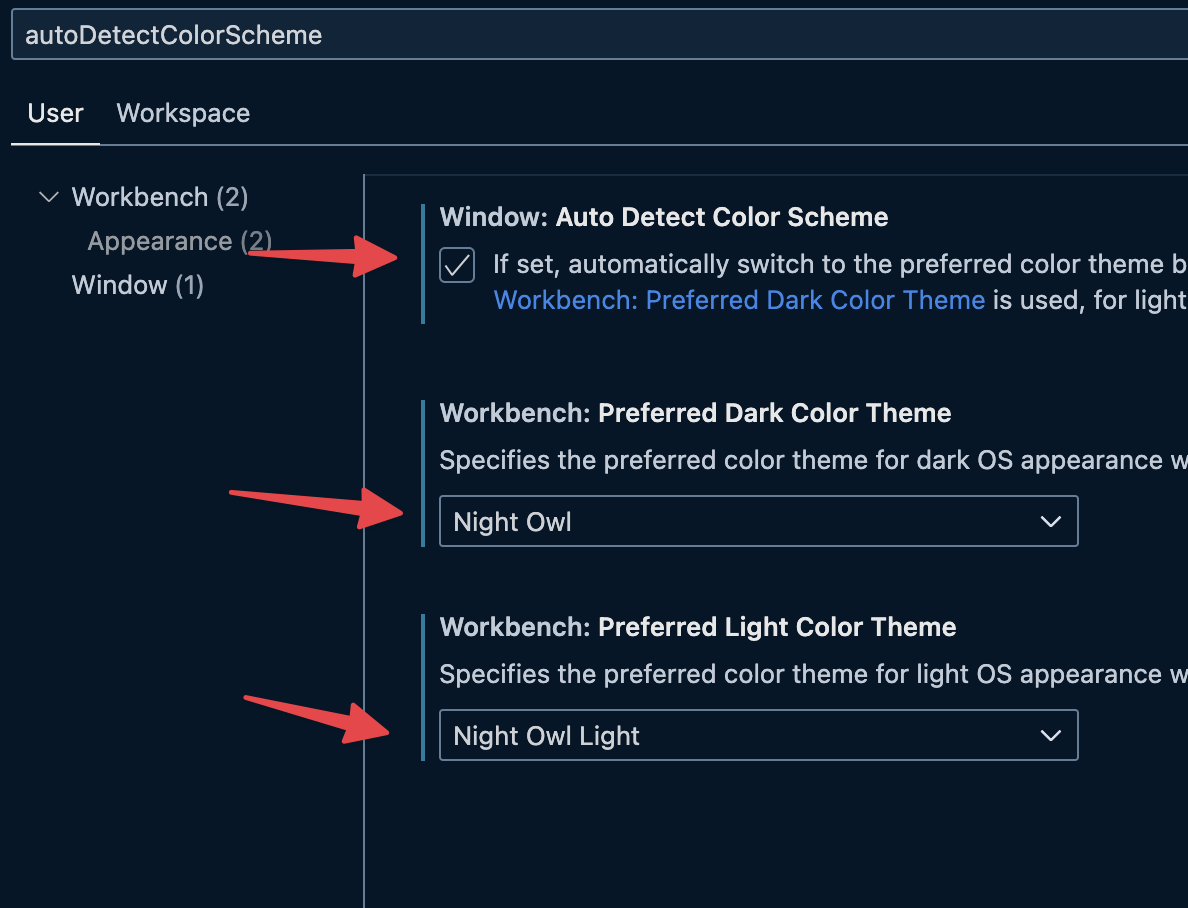 autoDetectColorScheme
User Workspace
Workbench (2)
Appearance (2)
Window (1)
Window: Auto Detect Color Scheme
If set, automatically switch to the preferred color theme b
Workbench: Preferred Dark Color Theme is used, for light
Workbench: Preferred Dark Color Theme
Specifies the preferred color theme for dark OS appearance w
Night Owl
Workbench: Preferred Light Color Theme
Specifies the preferred color theme for light OS appearance w
Night Owl Light